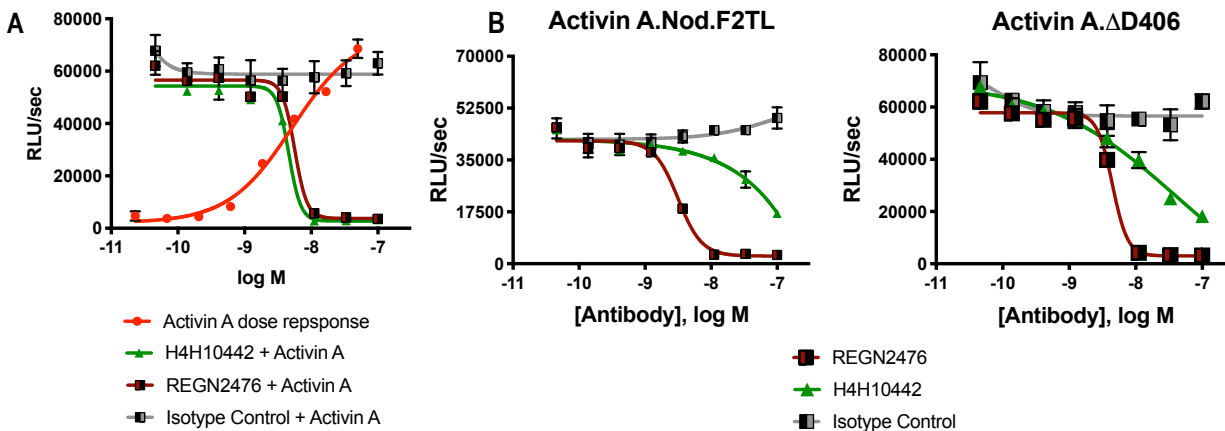 A
RLU/sec
80000
60000
40000
20000
0
-11 -10 -9 -8 -7
log M
Activin A dose repsponse
H4H10442 + Activin A
REGN2476 + Activin A
Isotype Control + Activin A
B
Activin A.Nod.F2TL
RLU/sec
70000
52500
35000
17500
0
-11 -10 -9 -8 -7
[Antibody], log M
Activin A.ΔD406
RLU/sec
80000
60000
40000
20000
0
-11 -10 -9 -8 -7
[Antibody], log M
REGN2476
H4H10442
Isotype Control